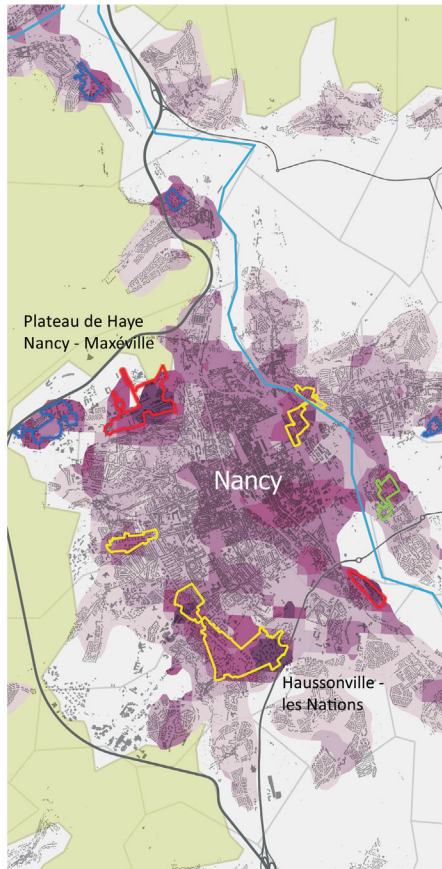 Plateau de Haye
Nancy - Maxéville
Nancy
Haussonville -
les Nations